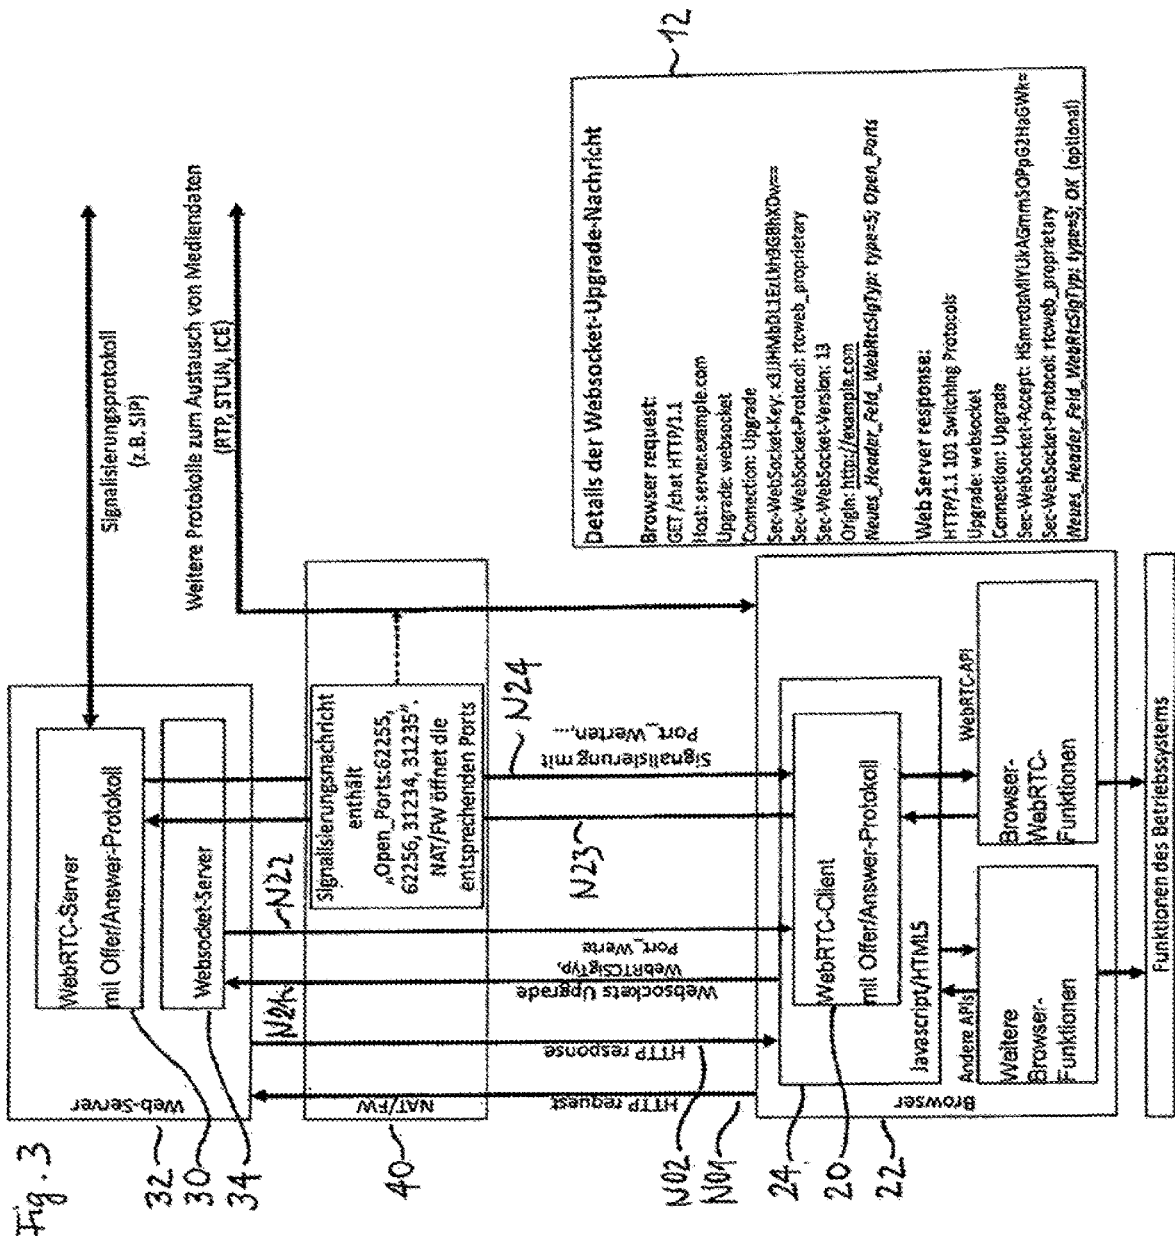 Fig. 3
32
30
34
40
N02
N01
24
20
22
Web-Server
WebRTC-Server
mit Offer/Answer-Protokoll
Websocket-Server
Signalisierungsprotokoll
(z.B. SIP)
Weitere Protokolle zum Austausch von Mediendaten
(RTP, STUN, ICE)
N21
N22
NAT/FW
Signalisierungsnachricht
enthält
„Open_Ports:62255,
62256, 31234, 31235".
NAT/FW öffnet die
entsprechenden Ports
HTTP request
HTTP response
Websockets Upgrade
WebRTCSigTyp,
Port_Werte
N23
Signalisierung mit
Port_Werten,...
N24
Browser
WebRTC-Client
mit Offer/Answer-Protokoll
Javascript/HTML5
Andere APIs
WebRTC-API
Weitere
Browser-
Funktionen
Browser-
WebRTC-
Funktionen
Funktionen des Betriebssystems
12
Details der Websocket-Upgrade-Nachricht
Browser request:
GET /chat HTTP/1.1
Host: server.example.com
Upgrade: websocket
Connection: Upgrade
Sec-WebSocket-Key:
Sec-WebSocket-Protocol: rtcweb_proprietary
Sec-WebSocket-Version: 13
Origin: http://example.com
Neues_Header_Feld_WebRtcSigTyp: type=5; Open_Ports
Web Server response:
HTTP/1.1 101 Switching Protocols
Upgrade: websocket
Connection: Upgrade
Sec-WebSocket-Accept:
Sec-WebSocket-Protocol: rtcweb_proprietary
Neues_Header_Feld_WebRtcSigTyp: type=5; OK (optional)